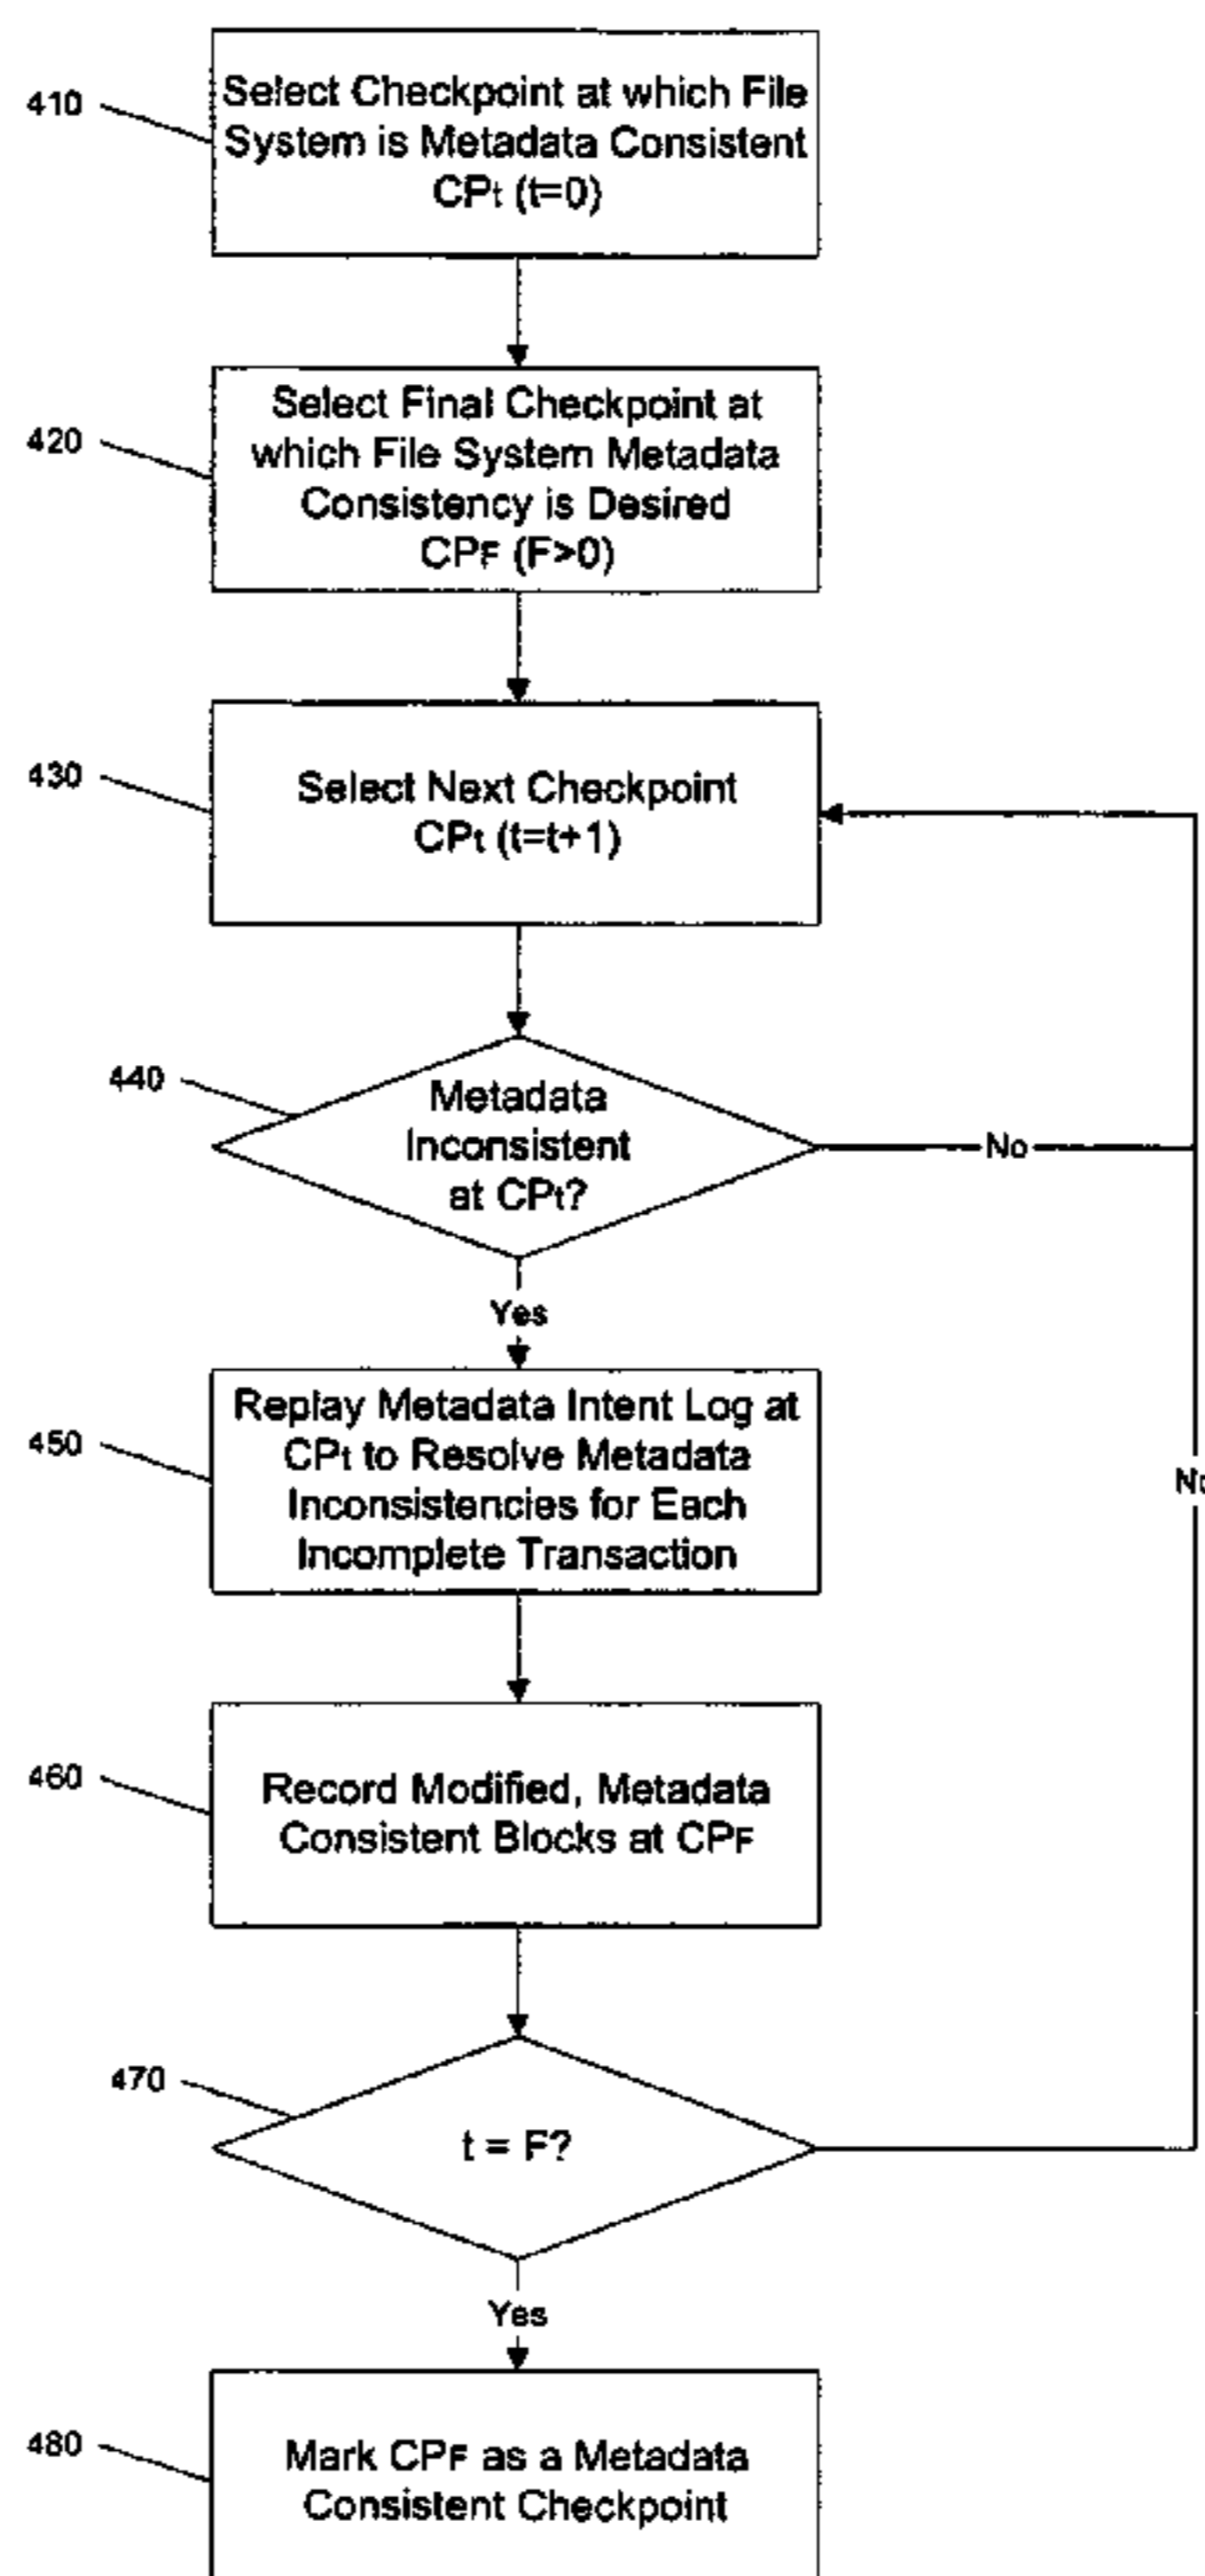 410
Select Checkpoint at which File
System is Metadata Consistent
CPt (t=0)
420
Select Final Checkpoint at
which File System Metadata
Consistency is Desired
CPF (F>0)
430
Select Next Checkpoint
CPt (t=t+1)
440
Metadata
Inconsistent
at CPt?
No
Yes
450
Replay Metadata Intent Log at
CPt to Resolve Metadata
Inconsistencies for Each
Incomplete Transaction
No
460
Record Modified, Metadata
Consistent Blocks at CPF
470
t = F?
Yes
480
Mark CPF as a Metadata
Consistent Checkpoint